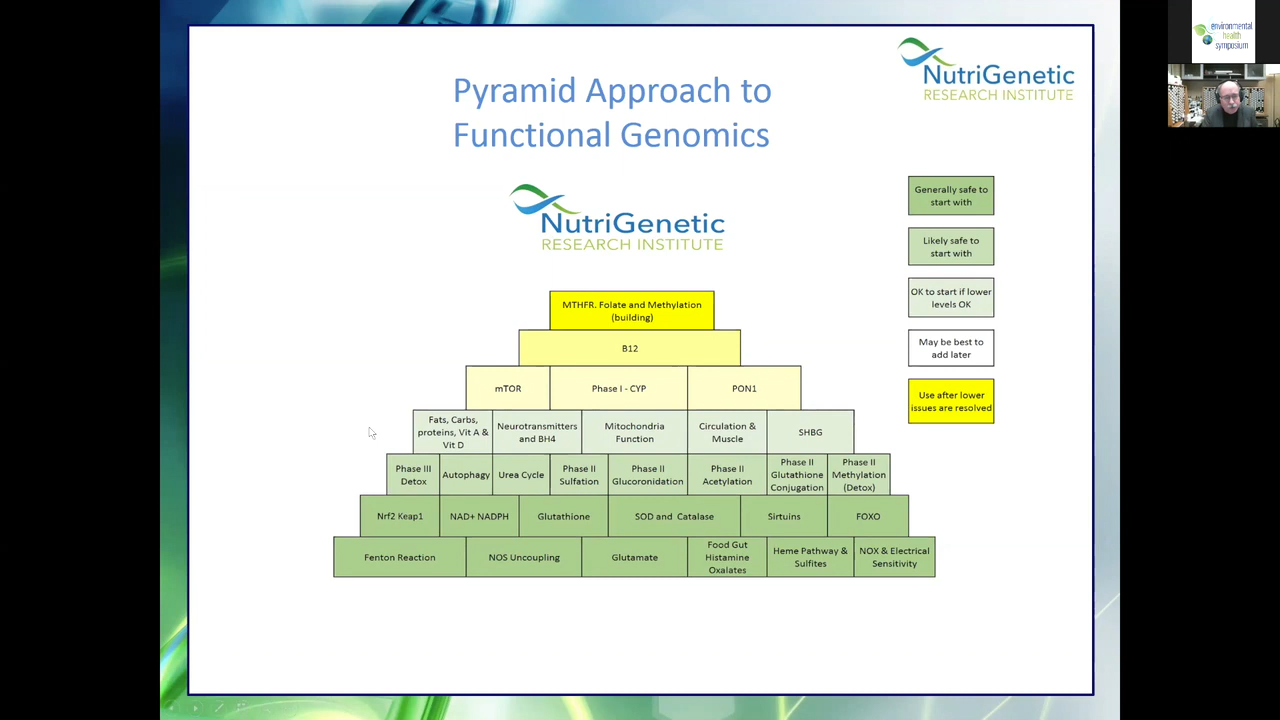 environmental
health
symposium
NutriGenetic
RESEARCH INSTITUTE
Pyramid Approach to
Functional Genomics
NutriGenetic
RESEARCH INSTITUTE
Generally safe to
start with
Likely safe to
start with
OK to start if lower
levels OK
May be best to
add later
Use after lower
issues are resolved
MTHFR. Folate and Methylation
(building)
B12
mTOR
Phase I - CYP
PON1
Fats, Carbs,
proteins, Vit A &
Vit D
Neurotransmitters
and BH4
Mitochondria
Function
Circulation &
Muscle
SHBG
Phase III
Detox
Autophagy
Urea Cycle
Phase II
Sulfation
Phase II
Glucoronidation
Phase II
Acetylation
Phase II
Glutathione
Conjugation
Phase II
Methylation
(Detox)
Nrf2 Keap1
NAD+ NADPH
Glutathione
SOD and Catalase
Sirtuins
FOXO
Fenton Reaction
NOS Uncoupling
Glutamate
Food Gut
Histamine
Oxalates
Heme Pathway &
Sulfites
NOX & Electrical
Sensitivity